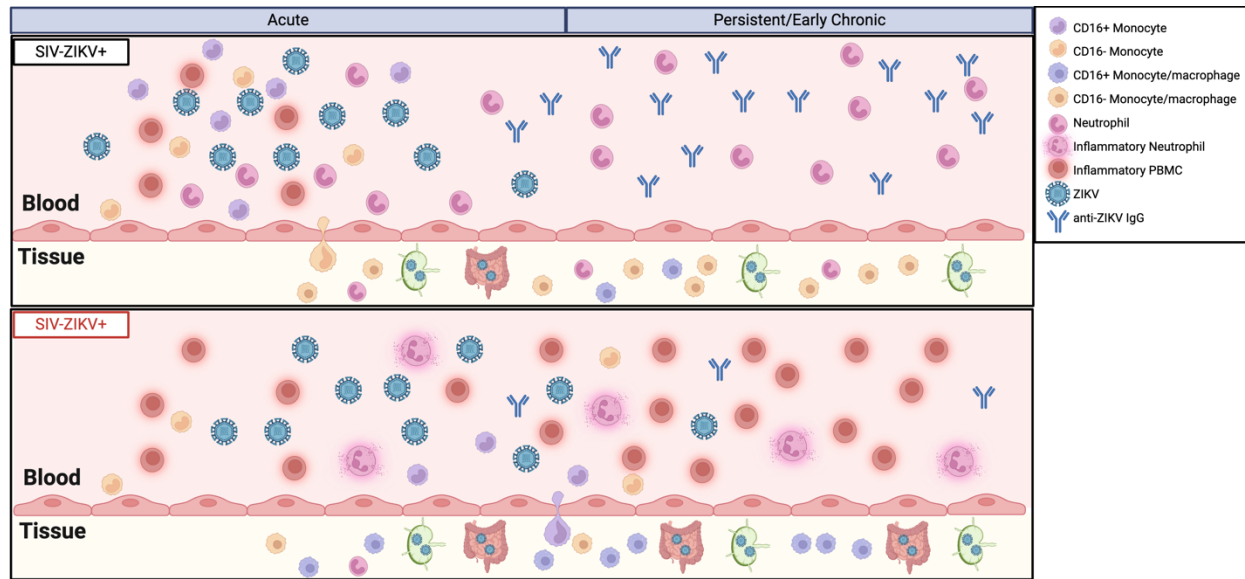 Acute
Persistent/Early Chronic
SIV-ZIKV+
Blood
Tissue
SIV-ZIKV+
Blood
Tissue
CD16+ Monocyte
CD16- Monocyte
CD16+ Monocyte/macrophage
CD16- Monocyte/macrophage
Neutrophil
Inflammatory Neutrophil
Inflammatory PBMC
ZIKV
anti-ZIKV IgG